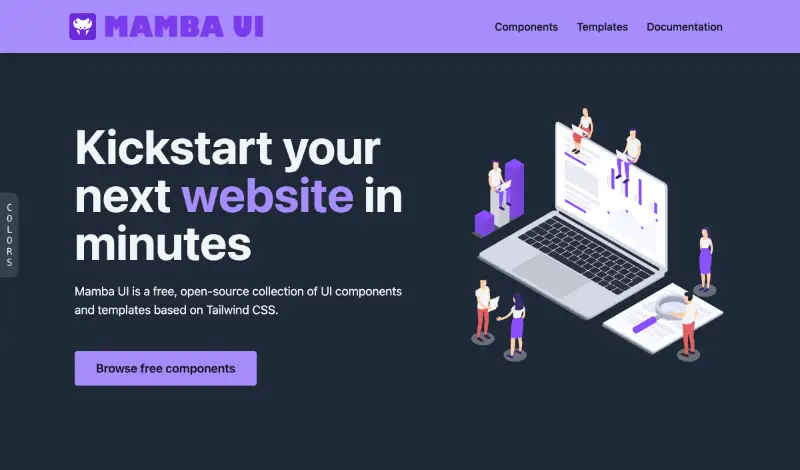 MAMBA UI
Components
Templates
Documentation
Kickstart your
next website in
minutes
COLORS
Mamba UI is a free, open-source collection of UI components
and templates based on Tailwind CSS.
Browse free components